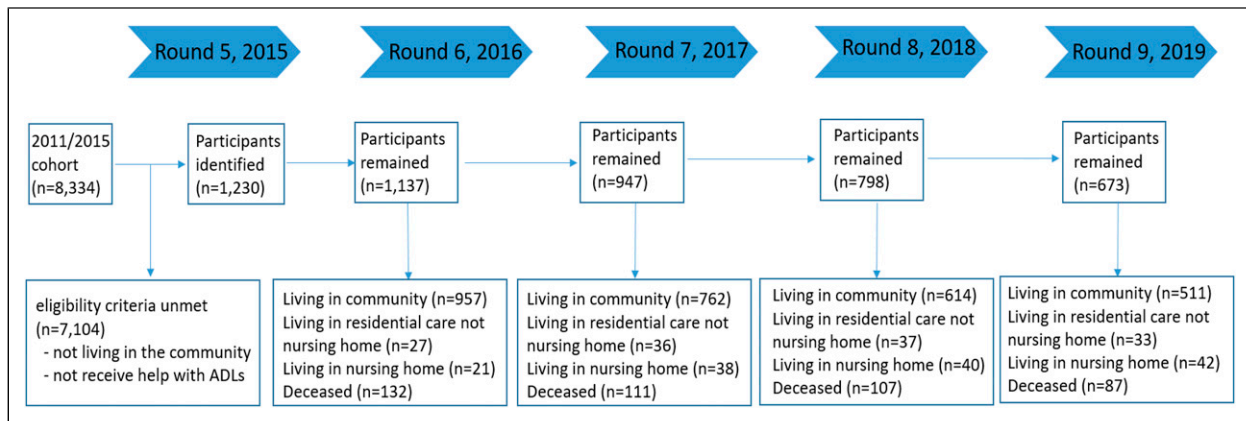 Round 5, 2015
Round 6, 2016
Round 7, 2017
Round 8, 2018
Round 9, 2019
2011/2015
cohort
(n=8,334)
Participants
identified
(n=1,230)
Participants
remained
(n=1,137)
Participants
remained
(n=947)
Participants
remained
(n=798)
Participants
remained
(n=673)
eligibility criteria unmet
(n=7,104)
- not living in the community
- not receive help with ADLs
Living in community (n=957)
Living in residential care not
nursing home (n=27)
Living in nursing home (n=21)
Deceased (n=132)
Living in community (n=762)
Living in residential care not
nursing home (n=36)
Living in nursing home (n=38)
Deceased (n=111)
Living in community (n=614)
Living in residential care not
nursing home (n=37)
Living in nursing home (n=40)
Deceased (n=107)
Living in community (n=511)
Living in residential care not
nursing home (n=33)
Living in nursing home (n=42)
Deceased (n=87)